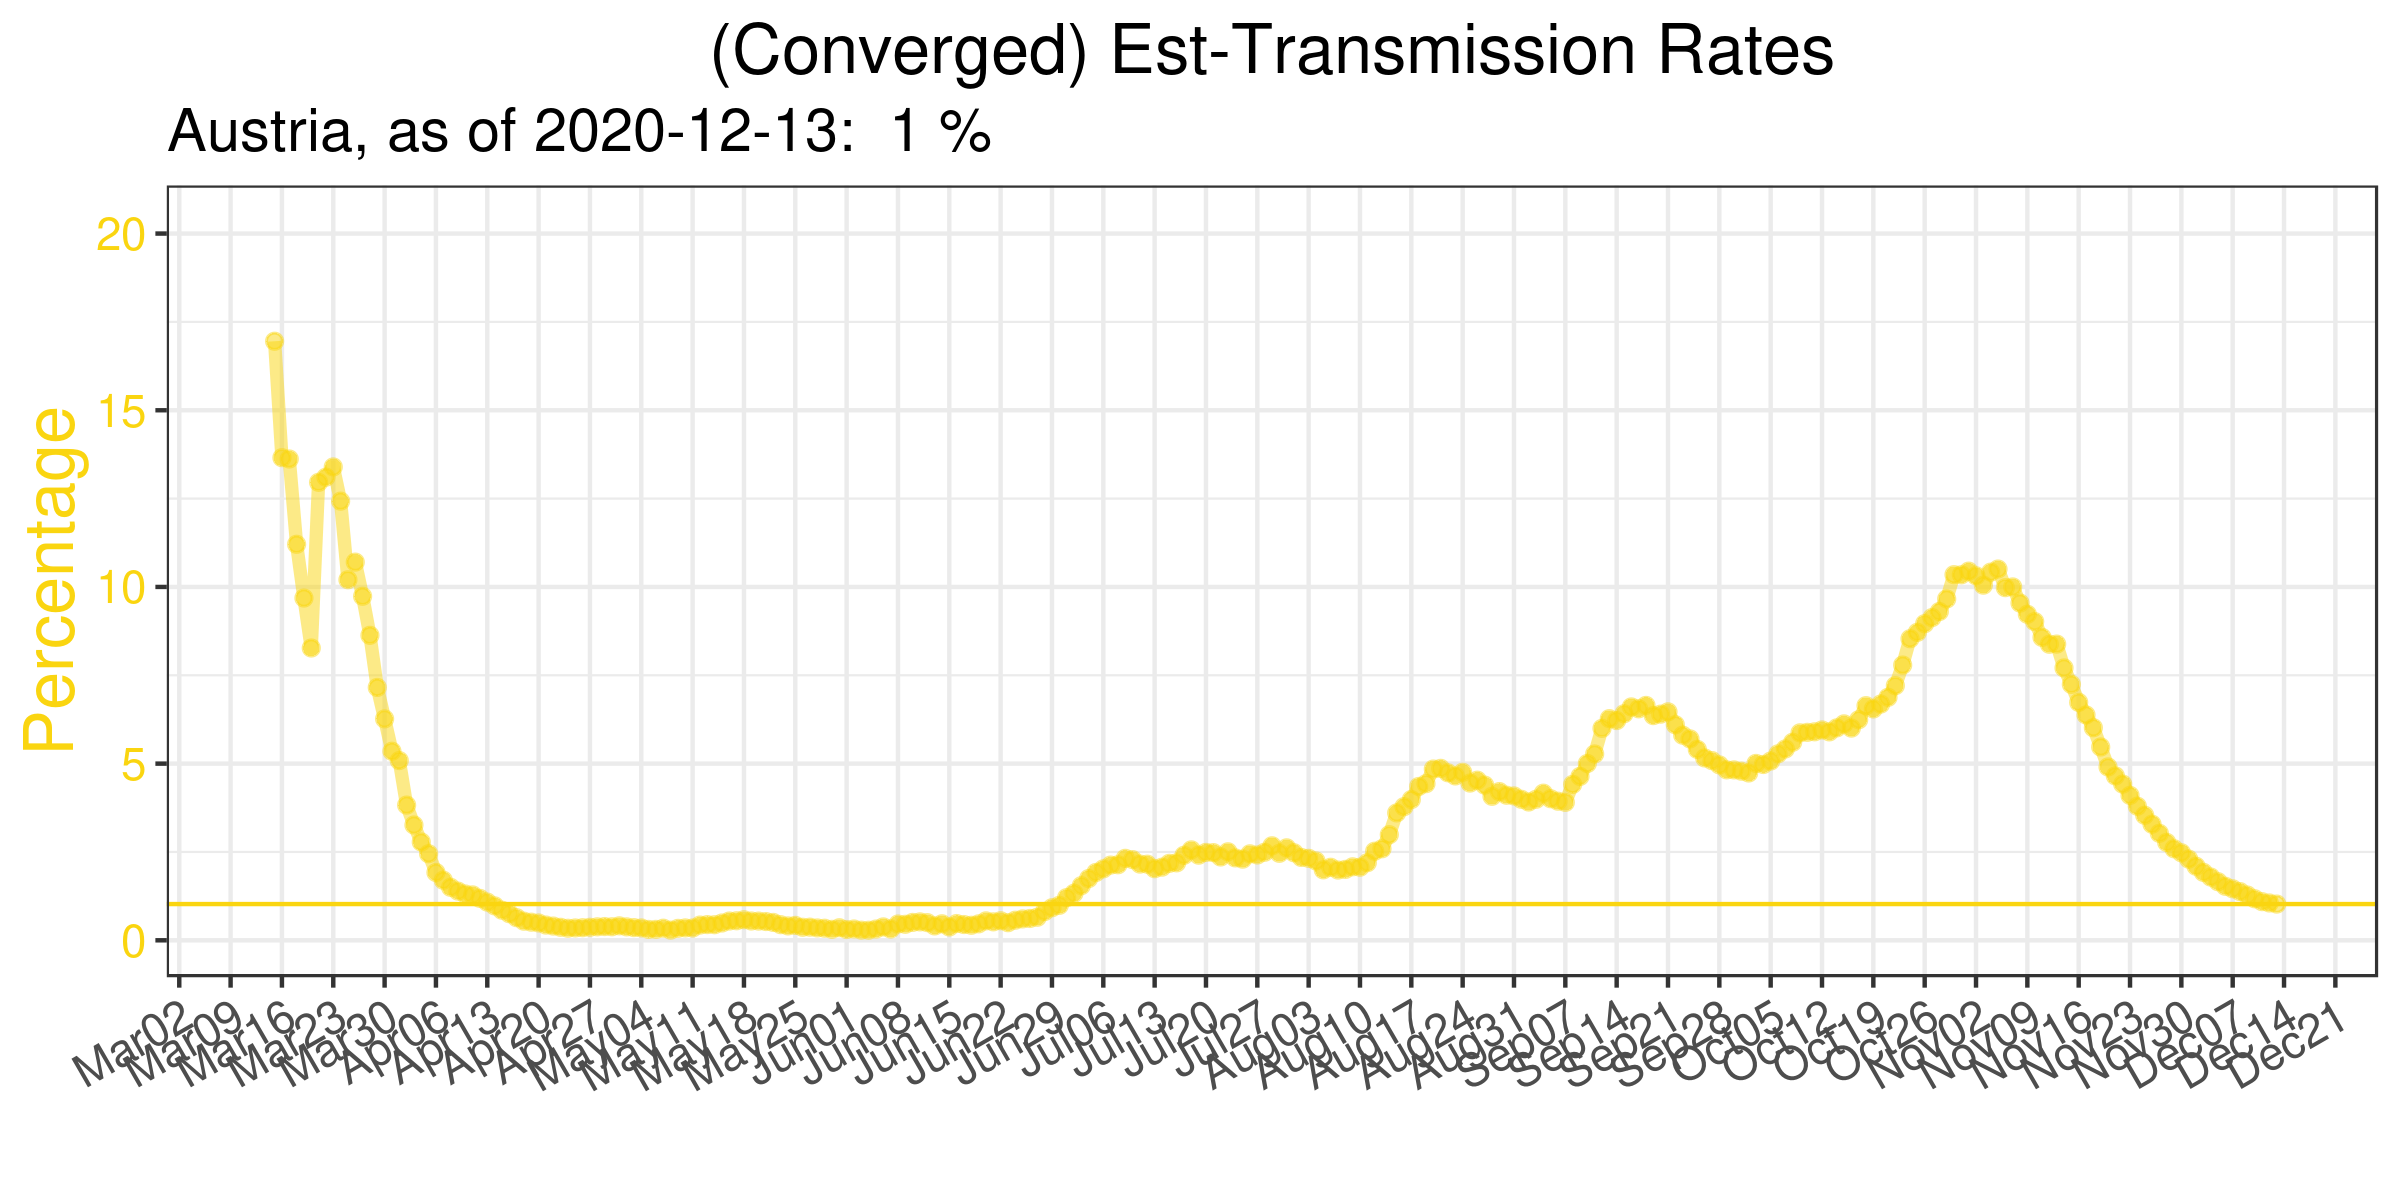 (Converged) Est-Transmission Rates
Austria, as of 2020-12-13:  1 %
Percentage
20
15
10
5
0
Mar02
Mar09
Mar16
Mar23
Mar30
Apr06
Apr13
Apr20
Apr27
May04
May11
May18
May25
Jun01
Jun08
Jun15
Jun22
Jun29
Jul06
Jul13
Jul20
Jul27
Aug03
Aug10
Aug17
Aug24
Aug31
Sep07
Sep14
Sep21
Sep28
Oct05
Oct12
Oct19
Oct26
Nov02
Nov09
Nov16
Nov23
Nov30
Dec07
Dec14
Dec21